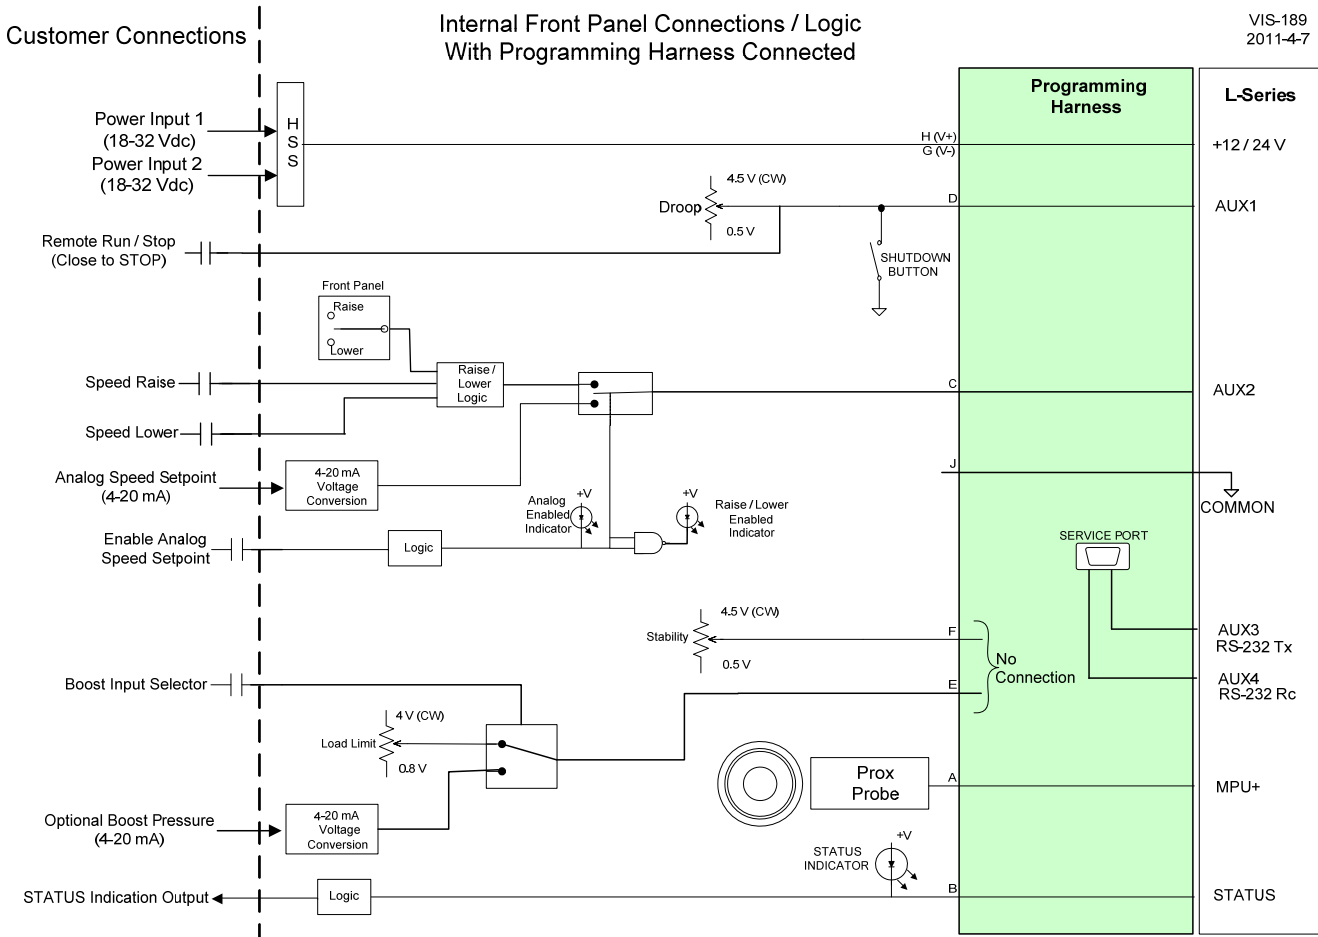 Customer Connections
Internal Front Panel Connections / Logic
With Programming Harness Connected
VIS-189
2011-4-7
Programming
Harness
L-Series
Power Input 1
(18-32 Vdc)
Power Input 2
(18-32 Vdc)
H
S
S
H (V+)
G (V-)
+12 / 24 V
4.5 V (CW)
Droop
0.5 V
D
AUX1
Remote Run / Stop
(Close to STOP)
SHUTDOWN
BUTTON
Front Panel
Raise
Lower
Speed Raise
Raise /
Lower
Logic
C
AUX2
Speed Lower
Analog Speed Setpoint
(4-20 mA)
4-20 mA
Voltage
Conversion
J
COMMON
Analog
Enabled
Indicator
+V
+V
Raise / Lower
Enabled
Indicator
Enable Analog
Speed Setpoint
Logic
SERVICE PORT
4.5 V (CW)
Stability
0.5 V
F
No
Connection
AUX3
RS-232 Tx
Boost Input Selector
E
AUX4
RS-232 Rc
4 V (CW)
Load Limit
0.8 V
Prox
Probe
A
MPU+
Optional Boost Pressure
(4-20 mA)
4-20 mA
Voltage
Conversion
+V
STATUS
INDICATOR
STATUS Indication Output
Logic
B
STATUS